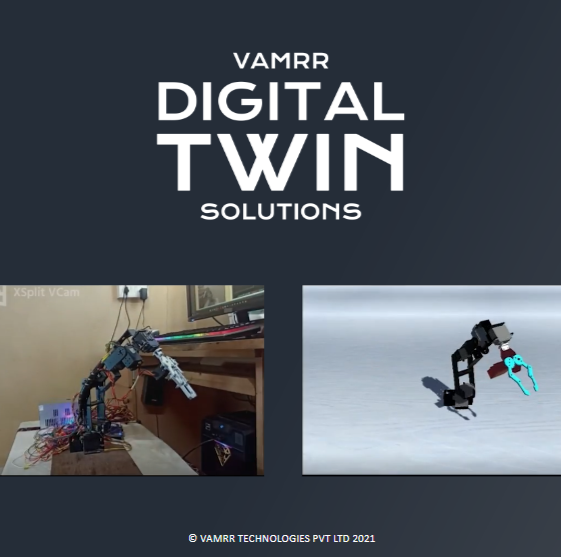 VAMRR
DIGITAL
TWIN
SOLUTIONS
XSplit VCam
© VAMRR TECHNOLOGIES PVT LTD 2021